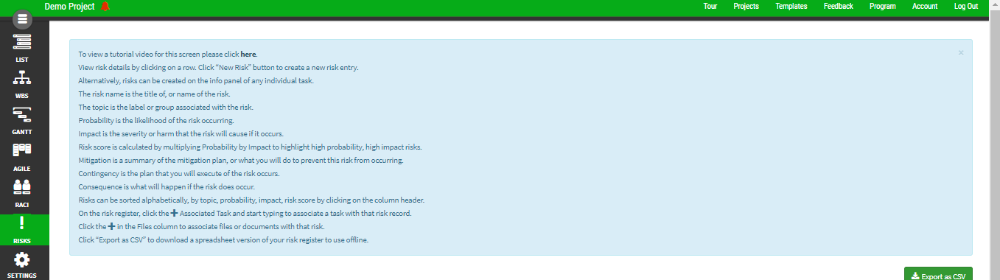 Demo Project
Tour Projects Templates Feedback Program Account Log Out
LIST
WBS
GANTT
AGILE
RACI
RISKS
SETTINGS
To view a tutorial video for this screen please click here.
View risk details by clicking on a row. Click “New Risk” button to create a new risk entry.
Alternatively, risks can be created on the info panel of any individual task.
The risk name is the title of, or name of the risk.
The topic is the label or group associated with the risk.
Probability is the likelihood of the risk occurring.
Impact is the severity or harm that the risk will cause if it occurs.
Risk score is calculated by multiplying Probability by Impact to highlight high probability, high impact risks.
Mitigation is a summary of the mitigation plan, or what you will do to prevent this risk from occurring.
Contingency is the plan that you will execute of the risk occurs.
Consequence is what will happen if the risk does occur.
Risks can be sorted alphabetically, by topic, probability, impact, risk score by clicking on the column header.
On the risk register, click the + Associated Task and start typing to associate a task with that risk record.
Click the + in the Files column to associate files or documents with that risk.
Click “Export as CSV” to download a spreadsheet version of your risk register to use offline.
×
Export as CSV